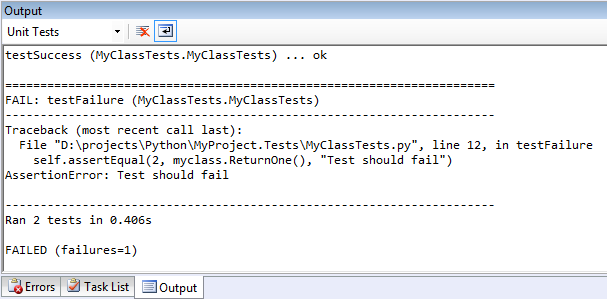 Output
Unit Tests
testSuccess (MyClassTests.MyClassTests) ... ok
======================================================================
FAIL: testFailure (MyClassTests.MyClassTests)
----------------------------------------------------------------------
Traceback (most recent call last):
  File "D:\projects\Python\MyProject.Tests\MyClassTests.py", line 12, in testFailure
    self.assertEqual(2, myclass.ReturnOne(), "Test should fail")
AssertionError: Test should fail
----------------------------------------------------------------------
Ran 2 tests in 0.406s
FAILED (failures=1)
Errors Task List Output